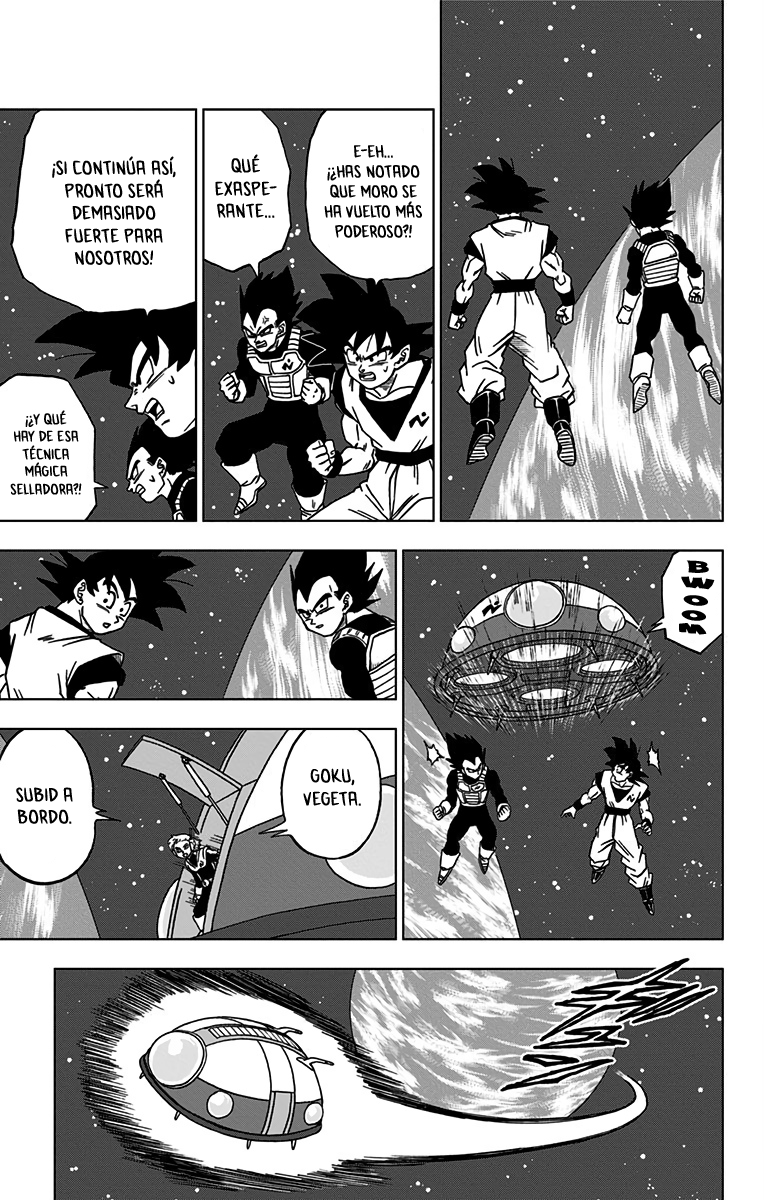 E-EH...
¡¿HAS NOTADO
QUE MORO SE
HA VUELTO MÁS
PODEROSO?!
QUÉ
EXASPE-
RANTE...
¡SI CONTINÚA ASÍ,
PRONTO SERÁ
DEMASIADO
FUERTE PARA
NOSOTROS!
¡¿Y QUÉ
HAY DE ESA
TÉCNICA
MÁGICA
SELLADORA?!
BWOOM
GOKU,
VEGETA.
SUBID A
BORDO.